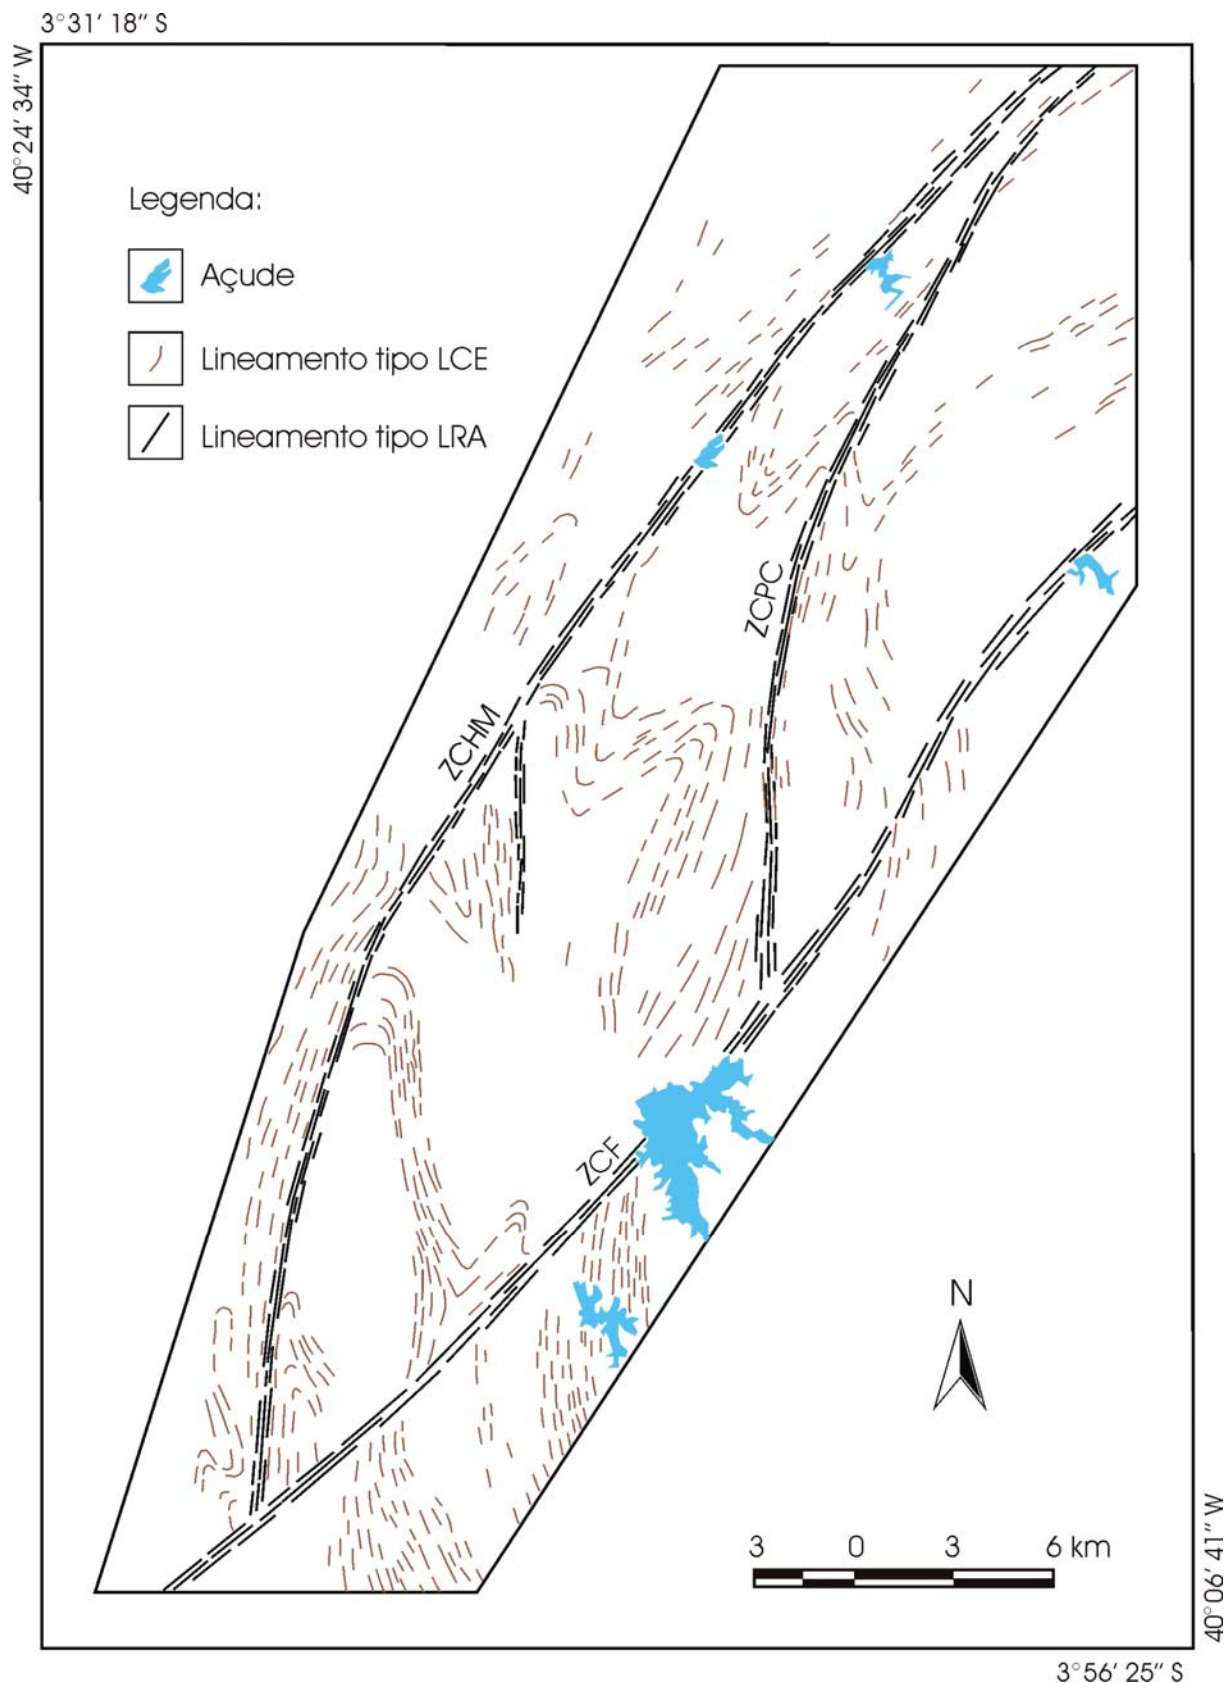 3°31' 18" S
40°24' 34" W
Legenda:
Açude
Lineamento tipo LCE
Lineamento tipo LRA
ZCPC
ZCHM
ZCF
N
3 0 3 6 km
40°06' 41" W
3°56' 25" S